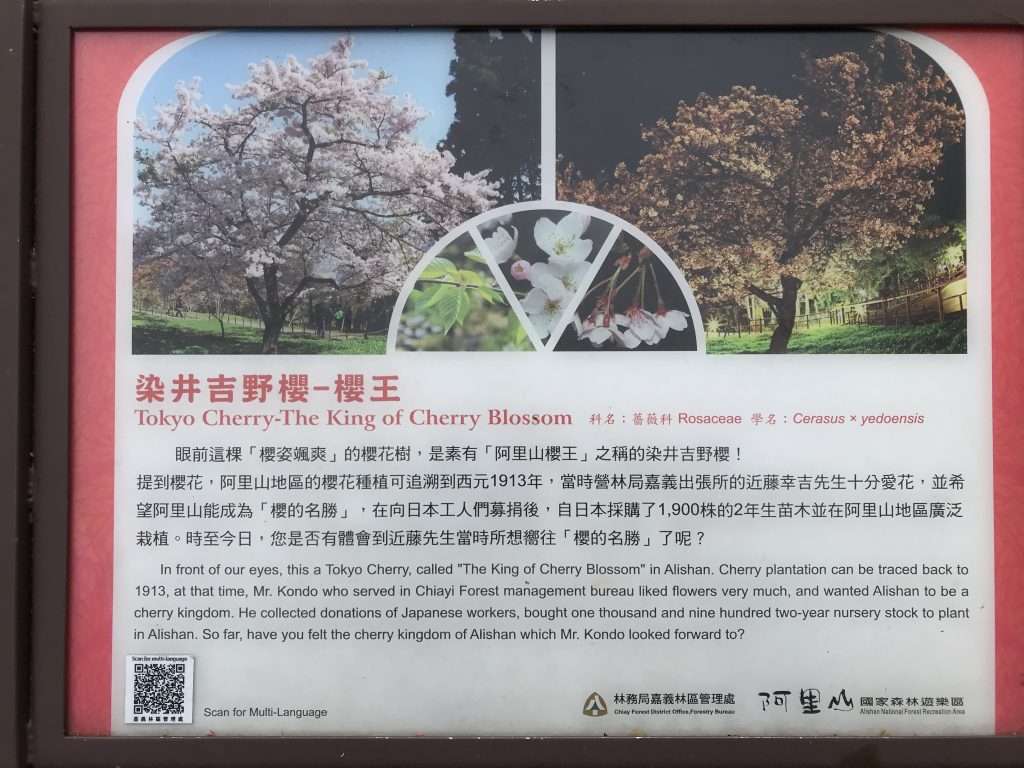 染井吉野櫻-櫻王
Tokyo Cherry-The King of Cherry Blossom 科名：薔薇科 Rosaceae 學名：Cerasus × yedoensis
眼前這棵「櫻姿颯爽」的櫻花樹，是素有「阿里山櫻王」之稱的染井吉野櫻！
提到櫻花，阿里山地區的櫻花種植可追溯到西元1913年，當時營林局嘉義出張所的近藤幸吉先生十分愛花，並希
望阿里山能成為「櫻的名勝」，在向日本工人們募捐後，自日本採購了1,900株的2年生苗木並在阿里山地區廣泛
栽植。時至今日，您是否有體會到近藤先生當時所想嚮往「櫻的名勝」了呢？
In front of our eyes, this a Tokyo Cherry, called "The King of Cherry Blossom" in Alishan. Cherry plantation can be traced back to
1913, at that time, Mr. Kondo who served in Chiayi Forest management bureau liked flowers very much, and wanted Alishan to be a
cherry kingdom. He collected donations of Japanese workers, bought one thousand and nine hundred two-year nursery stock to plant
in Alishan. So far, have you felt the cherry kingdom of Alishan which Mr. Kondo looked forward to?
Scan for multi-language
嘉義林區管理處
Scan for Multi-Language
林務局嘉義林區管理處
Chiay Forest District Office,Forestry Bureau
阿里山 國家森林遊樂區
Alishan National Forest Recreation Area